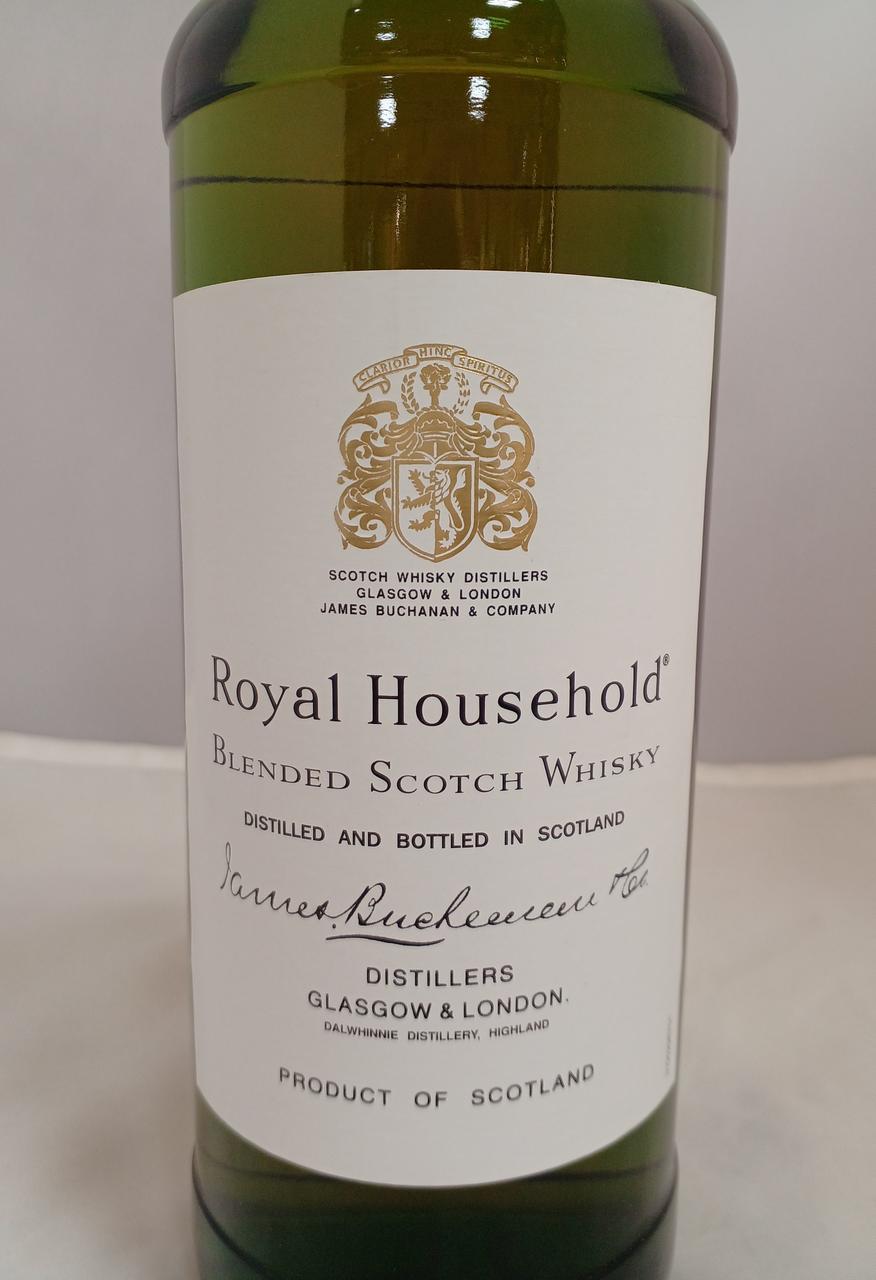 CLARIOR HINC SPIRITUS
SCOTCH WHISKY DISTILLERS
GLASGOW & LONDON
JAMES BUCHANAN & COMPANY
Royal Household®
BLENDED SCOTCH WHISKY
DISTILLED AND BOTTLED IN SCOTLAND
James Buchanan & Co.
DISTILLERS
GLASGOW & LONDON.
DALWHINNIE DISTILLERY, HIGHLAND
PRODUCT OF SCOTLAND